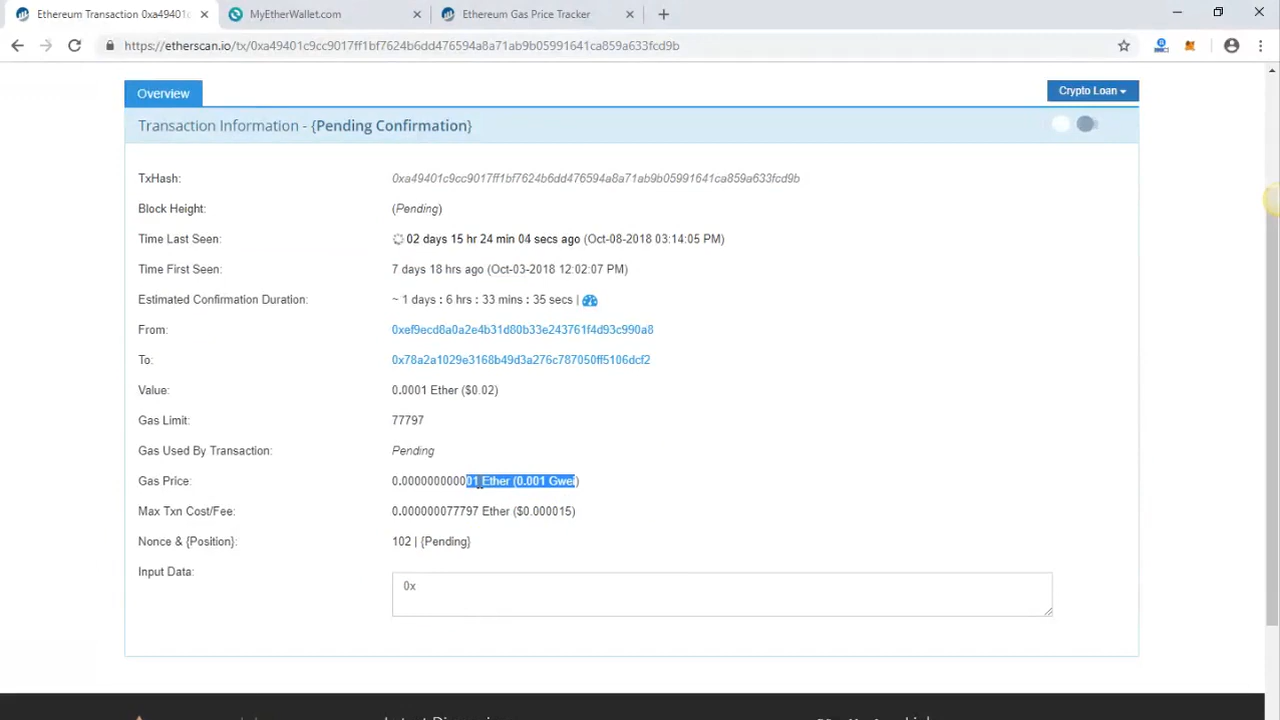 Ethereum Transaction 0xa49401c
MyEtherWallet.com
Ethereum Gas Price Tracker
https://etherscan.io/tx/0xa49401c9cc9017ff1bf7624b6dd476594a8a71ab9b05991641ca859a633fcd9b
Overview
Crypto Loan
Transaction Information - {Pending Confirmation}
TxHash: 0xa49401c9cc9017ff1bf7624b6dd476594a8a71ab9b05991641ca859a633fcd9b
Block Height: (Pending)
Time Last Seen: 02 days 15 hr 24 min 04 secs ago (Oct-08-2018 03:14:05 PM)
Time First Seen: 7 days 18 hrs ago (Oct-03-2018 12:02:07 PM)
Estimated Confirmation Duration: ~ 1 days : 6 hrs : 33 mins : 35 secs |
From: 0xef9ecd8a0a2e4b31d80b33e243761f4d93c990a8
To: 0x78a2a1029e3168b49d3a276c787050ff5106dcf2
Value: 0.0001 Ether ($0.02)
Gas Limit: 77797
Gas Used By Transaction: Pending
Gas Price: 0.000000000001 Ether (0.001 Gwei)
Max Txn Cost/Fee: 0.000000077797 Ether ($0.000015)
Nonce & {Position}: 102 | {Pending}
Input Data:
0x